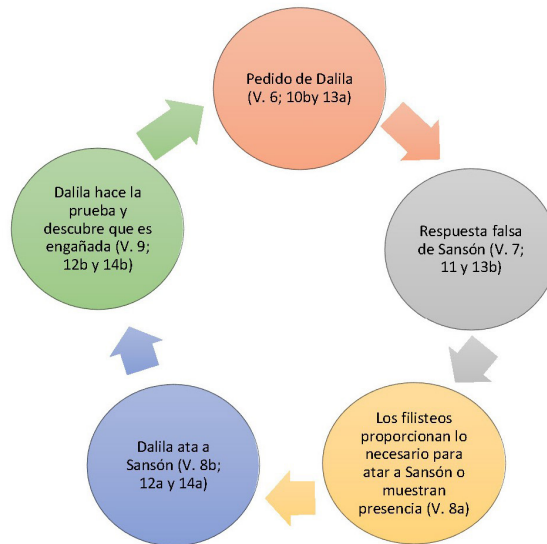 Pedido de Dalila
(V. 6; 10by 13a)
Respuesta falsa
de Sansón (V. 7;
11 y 13b)
Los filisteos
proporcionan lo
necesario para
atar a Sansón o
muestran
presencia (V. 8a)
Dalila ata a
Sansón (V. 8b;
12a y 14a)
Dalila hace la
prueba y
descubre que es
engañada (V. 9;
12b y 14b)